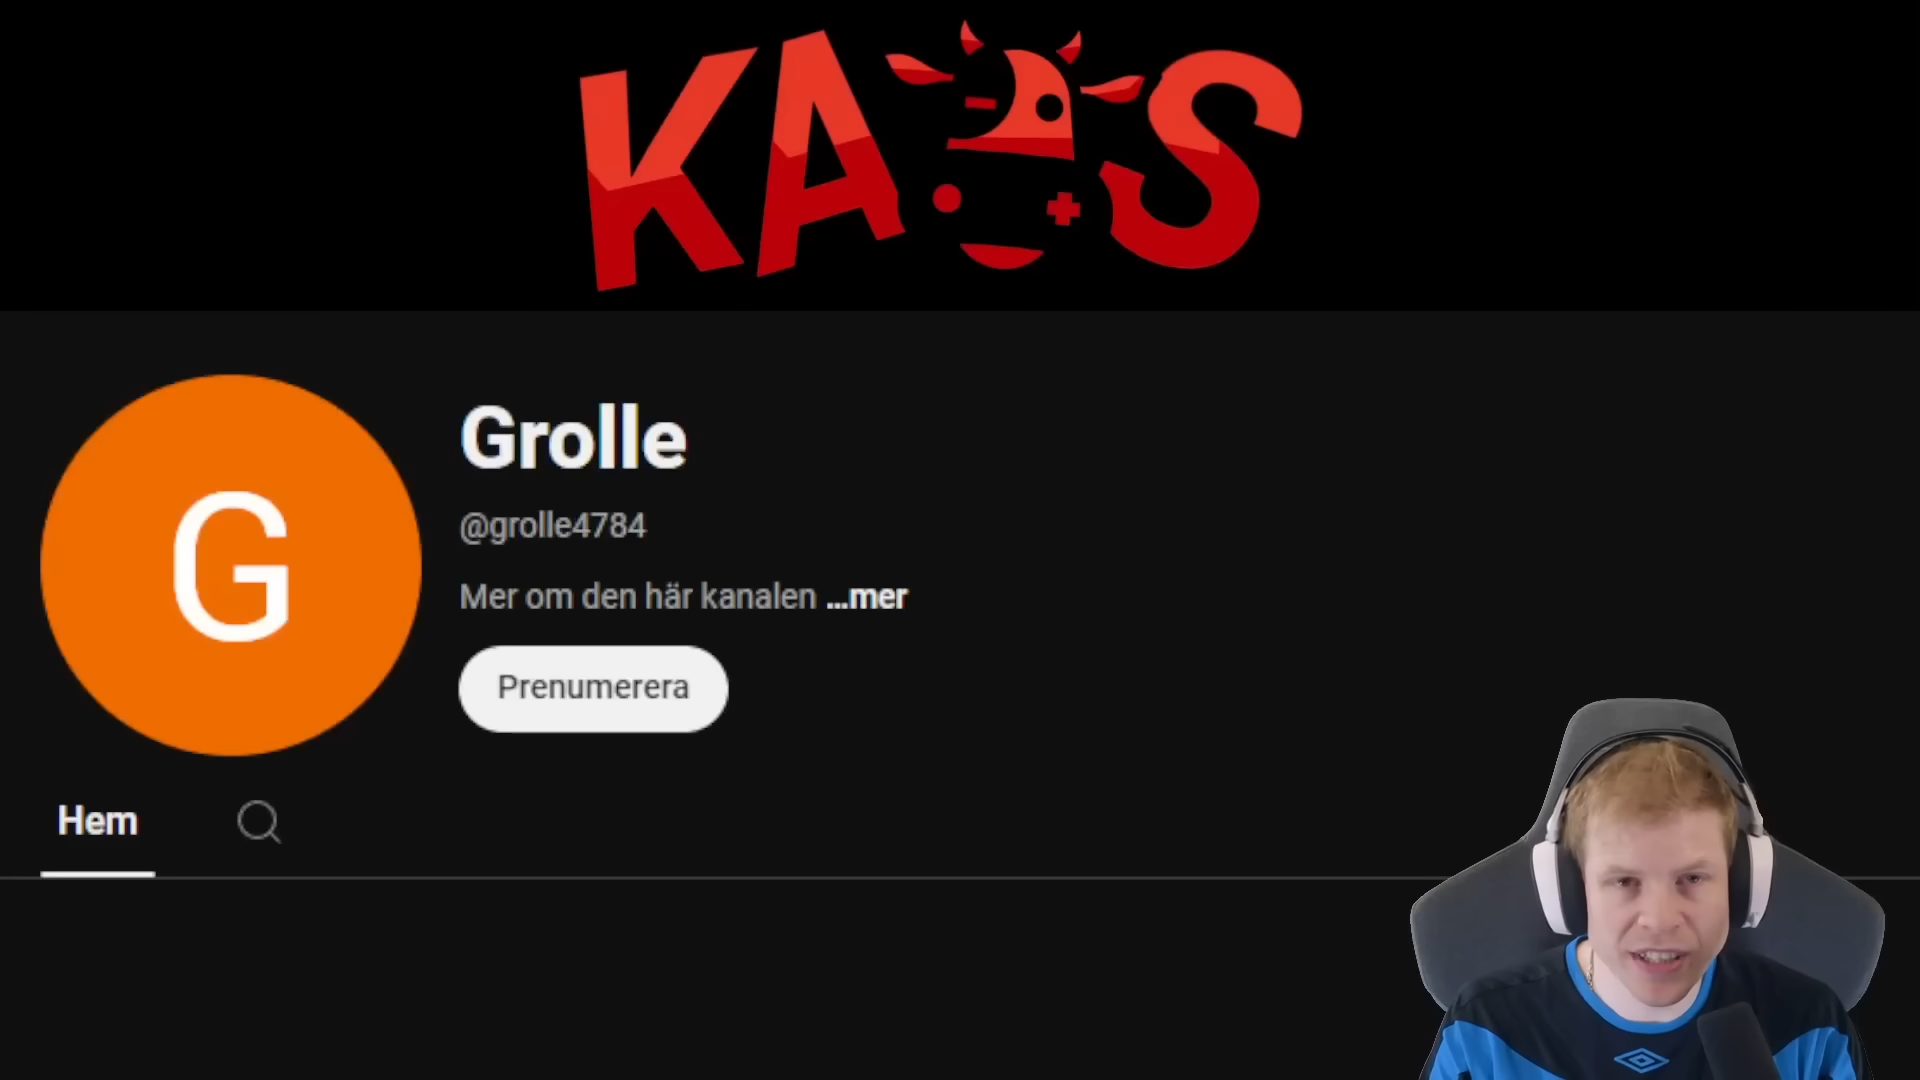 KAOS
G
Grolle
@grolle4784
Mer om den här kanalen ...mer
Prenumerera
Hem